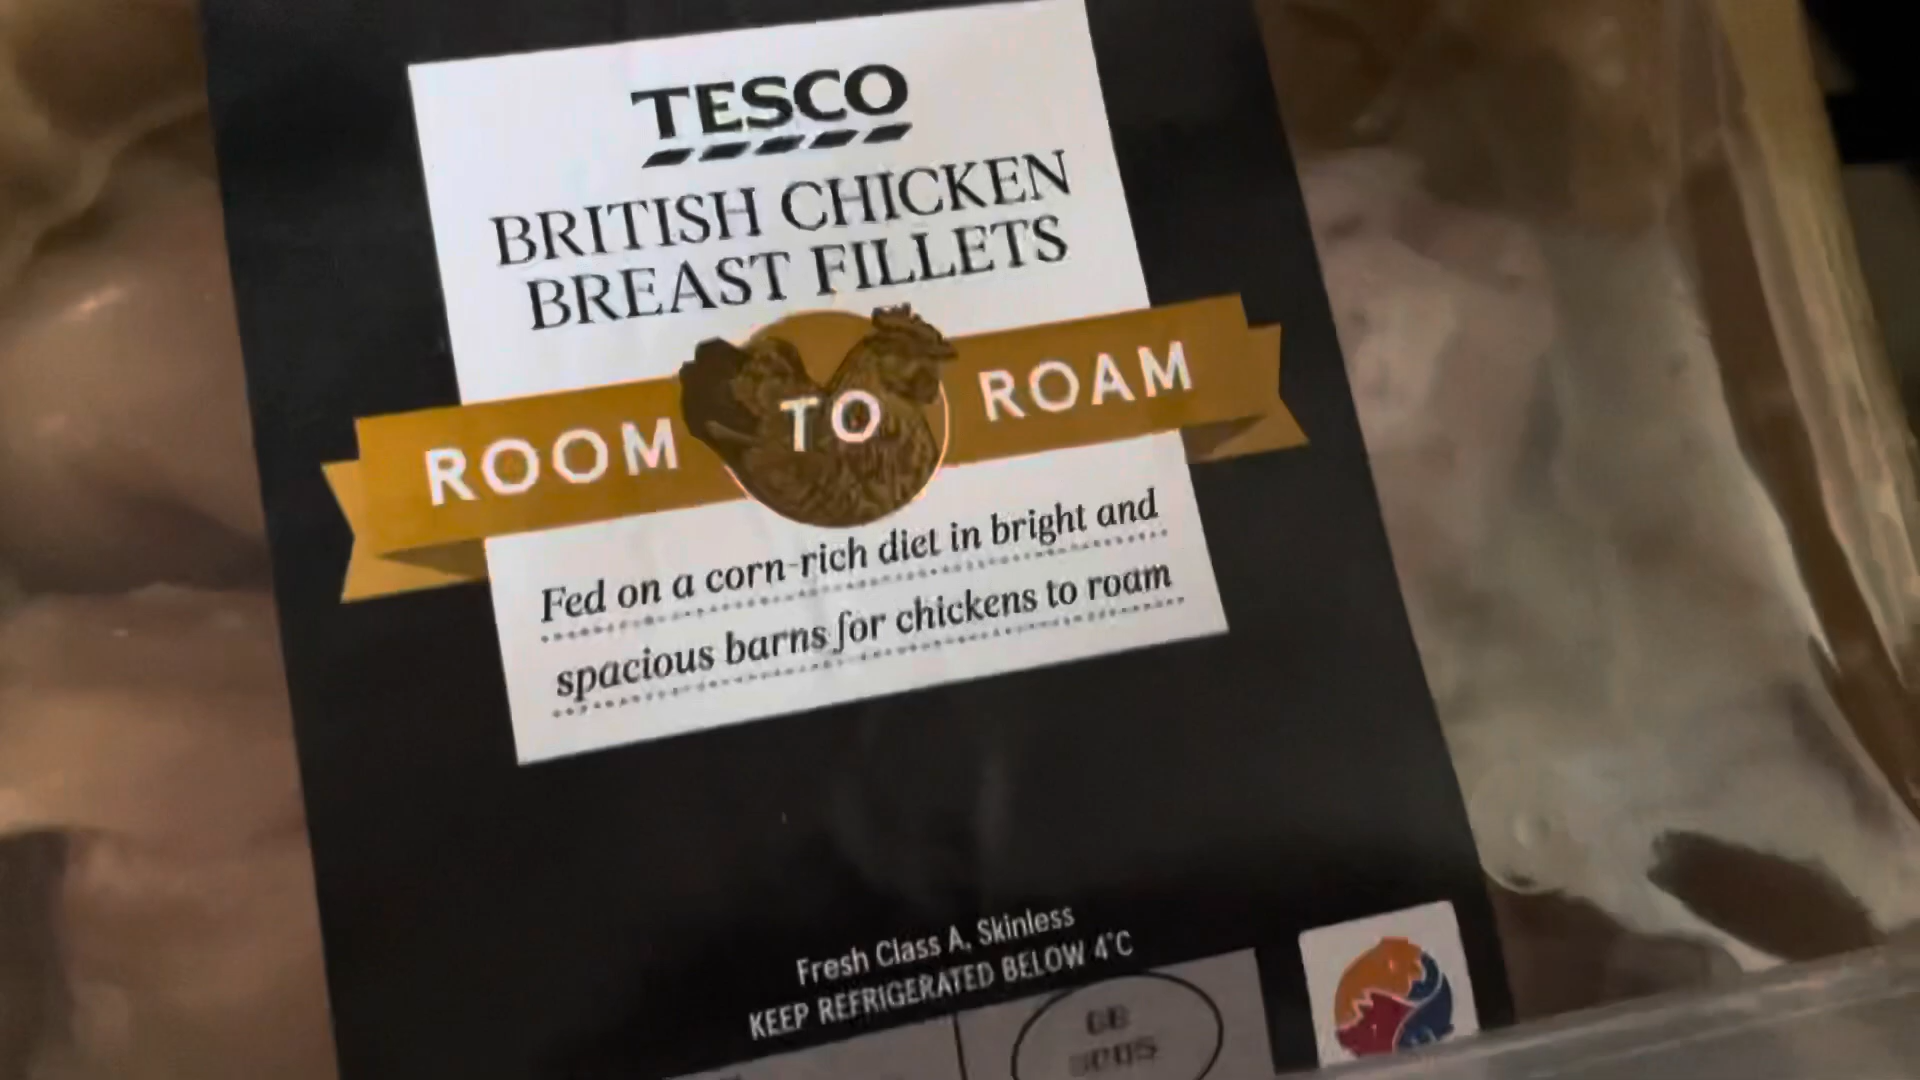 TESCO
BRITISH CHICKEN
BREAST FILLETS
ROOM TO ROAM
Fed on a corn-rich diet in bright and
spacious barns for chickens to roam
Fresh Class A, Skinless
KEEP REFRIGERATED BELOW 4°C
GB